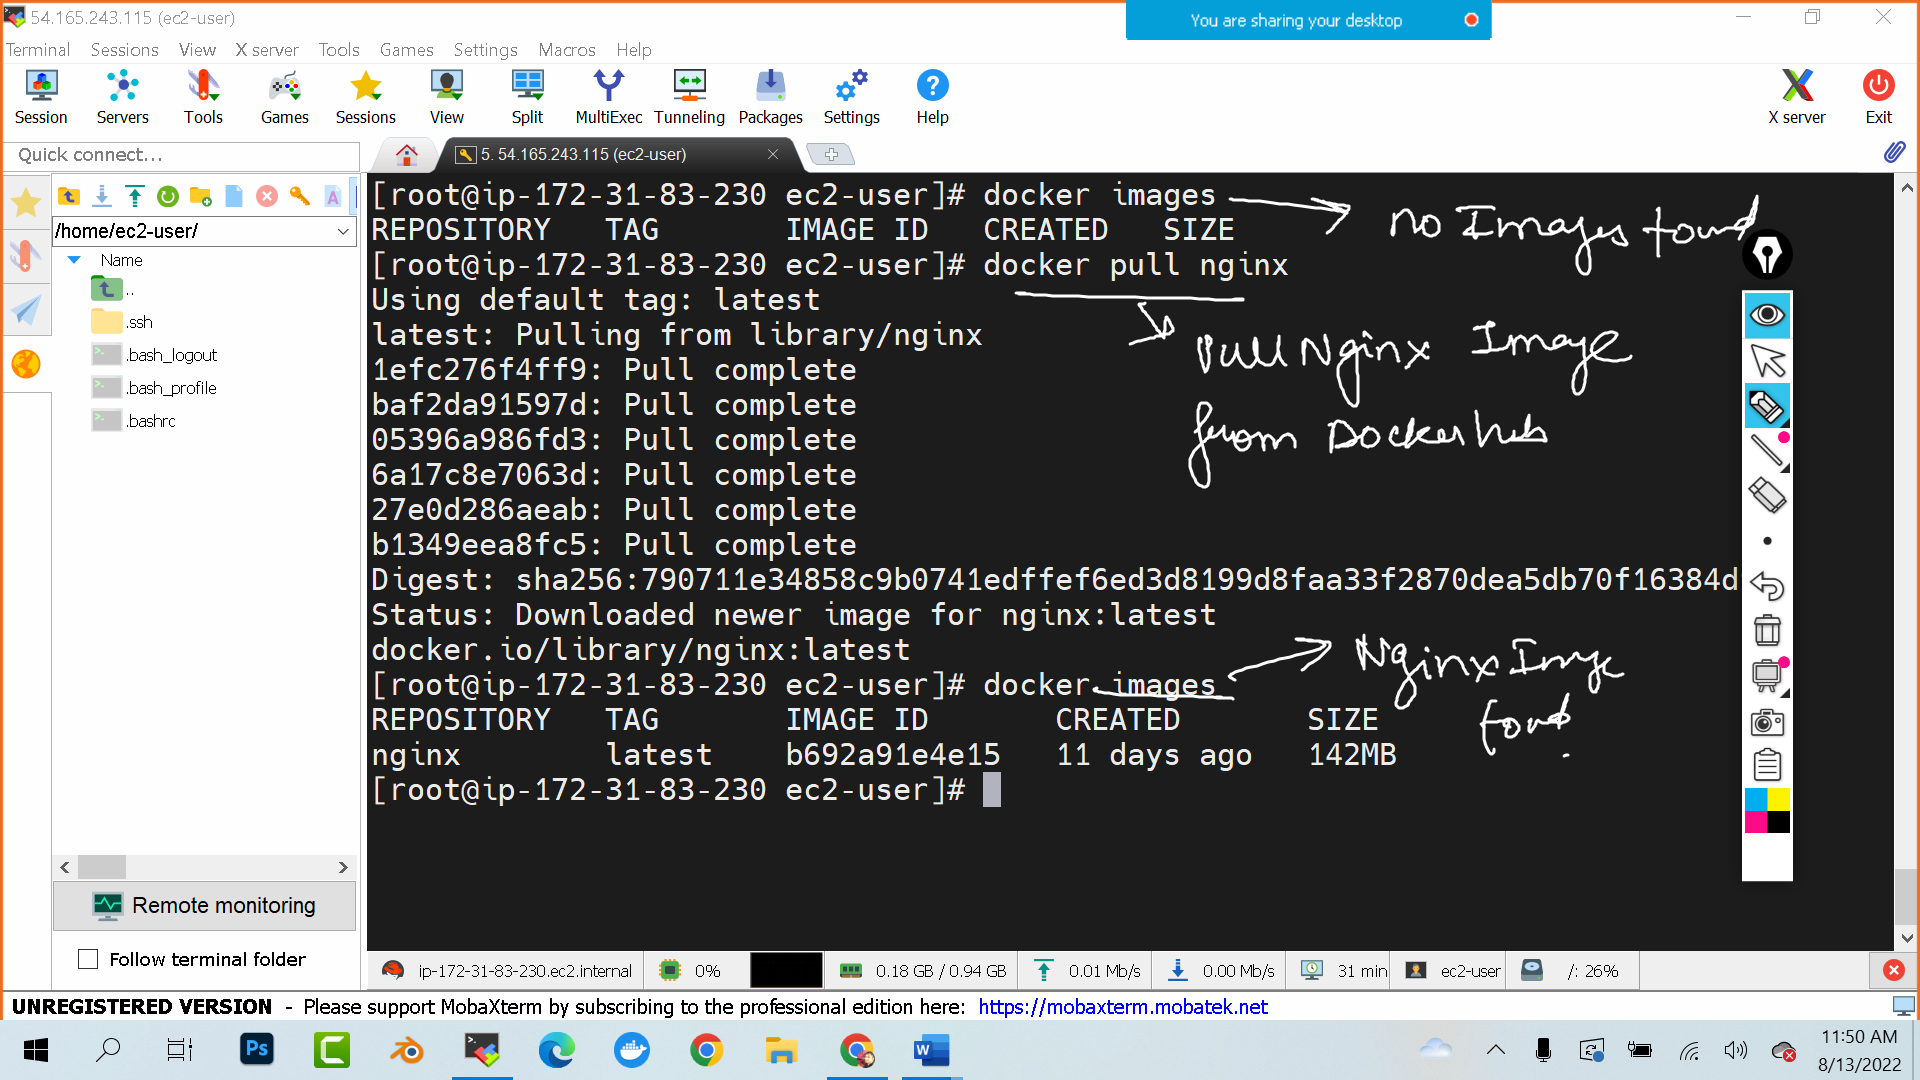 54.165.243.115 (ec2-user)
You are sharing your desktop
Terminal Sessions View X server Tools Games Settings Macros Help
Session Servers Tools Games Sessions View Split MultiExec Tunneling Packages Settings Help X server Exit
Quick connect...
5. 54.165.243.115 (ec2-user)
/home/ec2-user/
Name
..
.ssh
.bash_logout
.bash_profile
.bashrc
Remote monitoring
Follow terminal folder
[root@ip-172-31-83-230 ec2-user]# docker images
no Images found
REPOSITORY TAG IMAGE ID CREATED SIZE
[root@ip-172-31-83-230 ec2-user]# docker pull nginx
Using default tag: latest
latest: Pulling from library/nginx
Pull Nginx Image
1efc276f4ff9: Pull complete
baf2da91597d: Pull complete
from Dockerhub
05396a986fd3: Pull complete
6a17c8e7063d: Pull complete
27e0d286aeab: Pull complete
b1349eea8fc5: Pull complete
Digest: sha256:790711e34858c9b0741edffef6ed3d8199d8faa33f2870dea5db70f16384d
Status: Downloaded newer image for nginx:latest
docker.io/library/nginx:latest
Nginx Image
[root@ip-172-31-83-230 ec2-user]# docker images
found.
REPOSITORY TAG IMAGE ID CREATED SIZE
nginx latest b692a91e4e15 11 days ago 142MB
[root@ip-172-31-83-230 ec2-user]#
ip-172-31-83-230.ec2.internal 0% 0.18 GB / 0.94 GB 0.01 Mb/s 0.00 Mb/s 31 min ec2-user /: 26%
UNREGISTERED VERSION - Please support MobaXterm by subscribing to the professional edition here: https://mobaxterm.mobatek.net
Ps
C
W
11:50 AM
8/13/2022